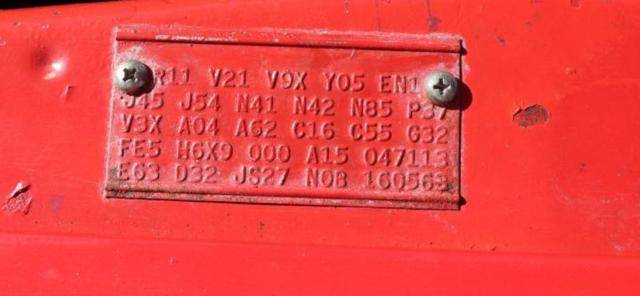 R11 V21 V9X Y05 EN1
J45 J54 N41 N42 N85 P37
V3X A04 A62 C16 C55 G32
FE5 H6X9 000 A15 047113
E63 D32 JS27 N0B 160563